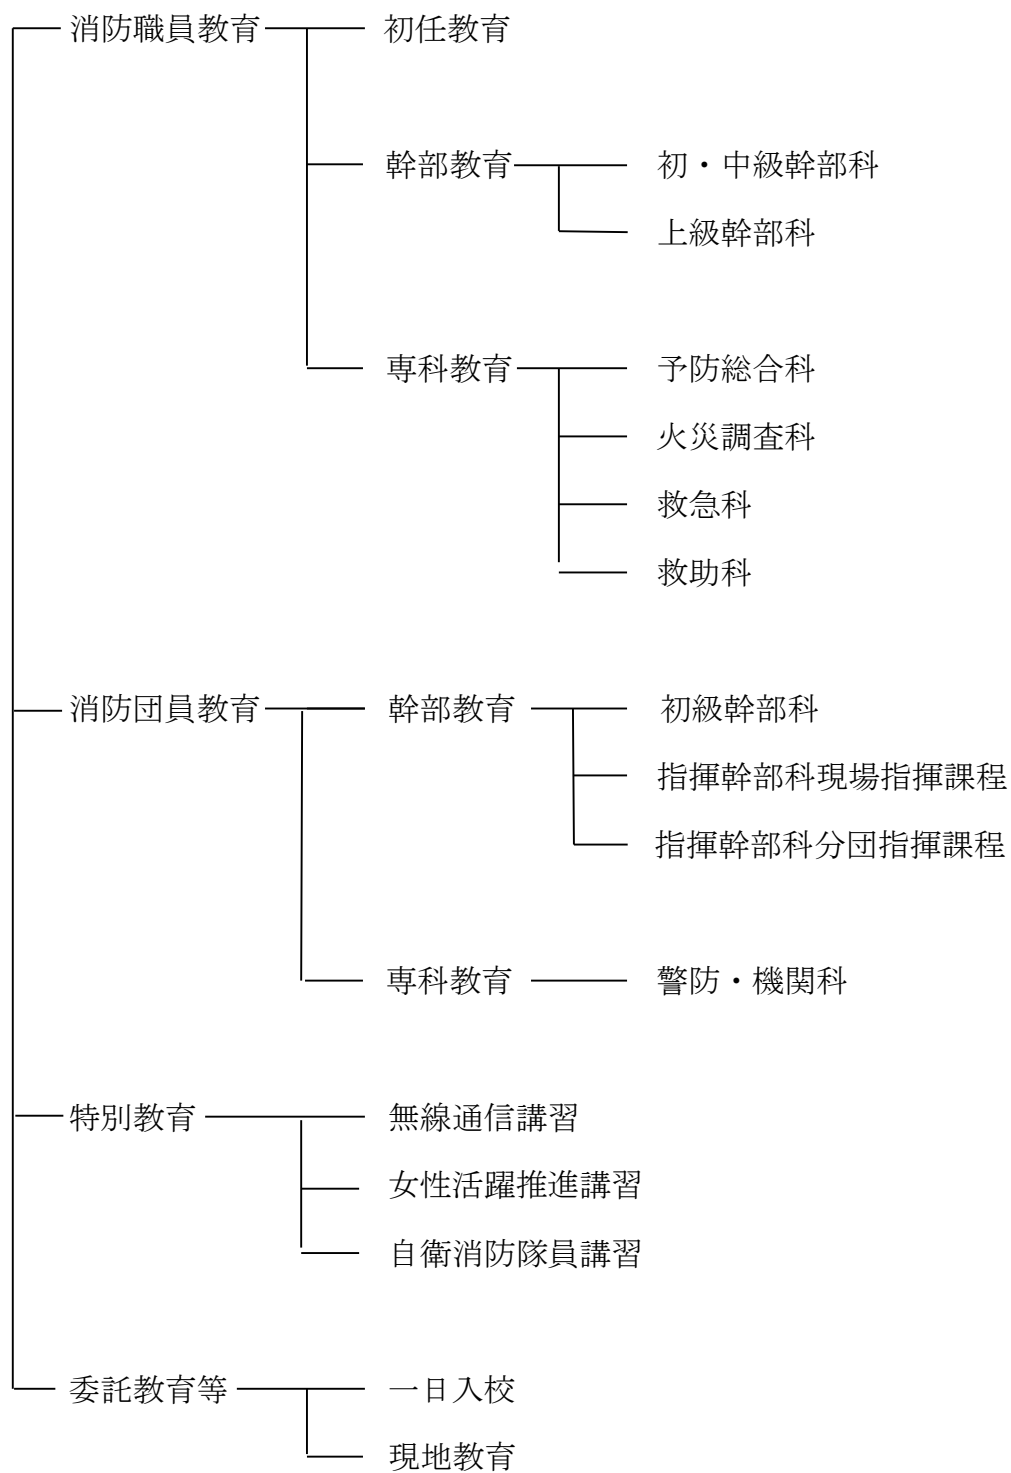 消防職員教育 初任教育
幹部教育 初・中級幹部科
上級幹部科
専科教育 予防総合科
火災調査科
救急科
救助科
消防団員教育 幹部教育 初級幹部科
指揮幹部科現場指揮課程
指揮幹部科分団指揮課程
専科教育 警防・機関科
特別教育 無線通信講習
女性活躍推進講習
自衛消防隊員講習
委託教育等 一日入校
現地教育